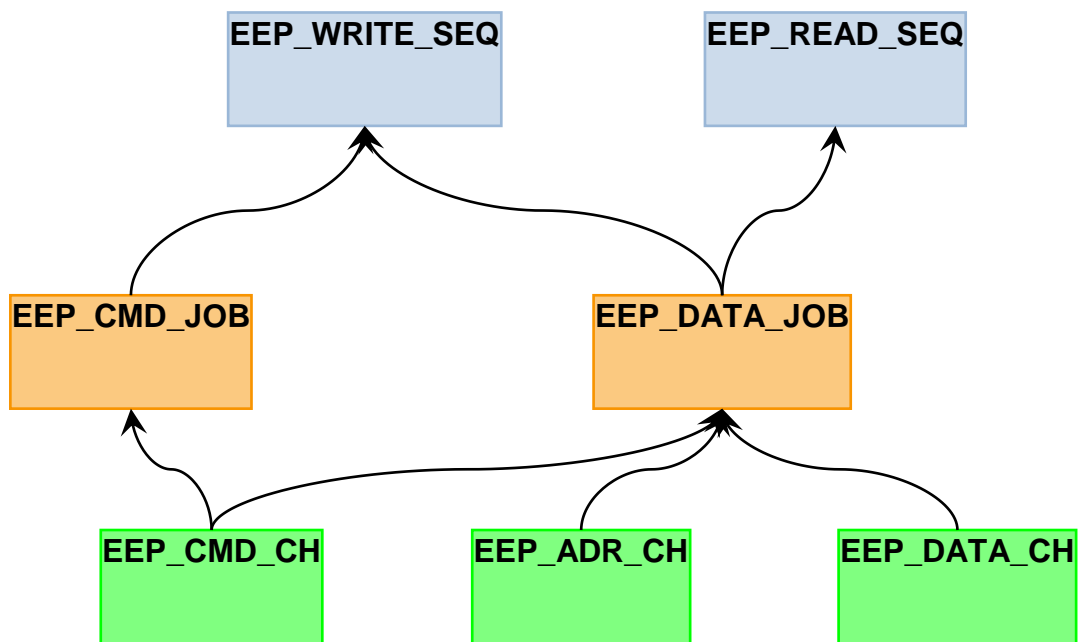 EEP_WRITE_SEQ
EEP_READ_SEQ
EEP_CMD_JOB
EEP_DATA_JOB
EEP_CMD_CH
EEP_ADR_CH
EEP_DATA_CH